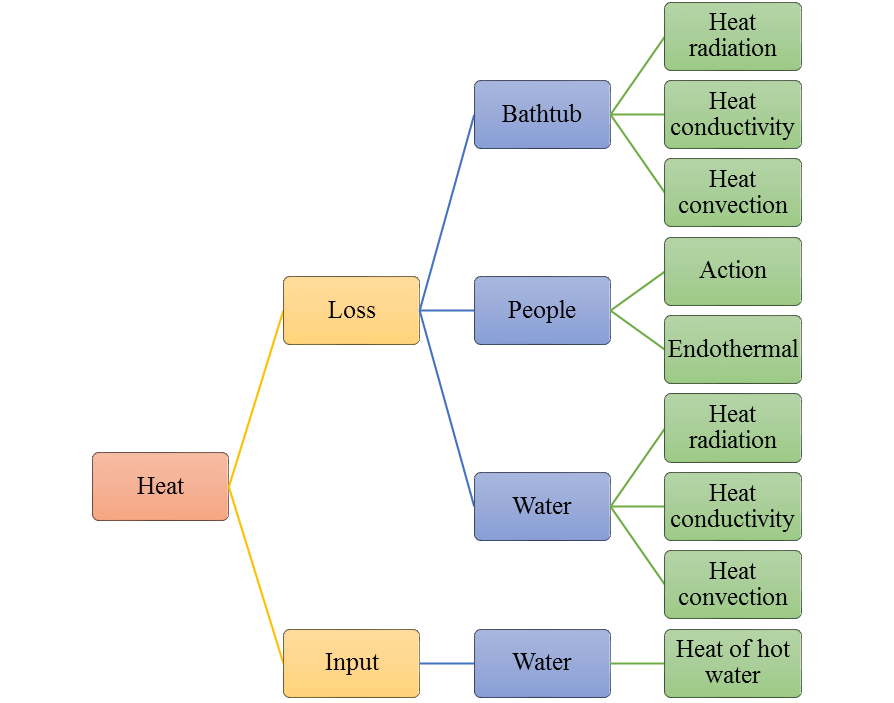 Heat
radiation
Bathtub
Heat
conductivity
Heat
convection
Action
Loss
People
Endothermal
Heat
radiation
Heat
Water
Heat
conductivity
Heat
convection
Input
Water
Heat of hot
water